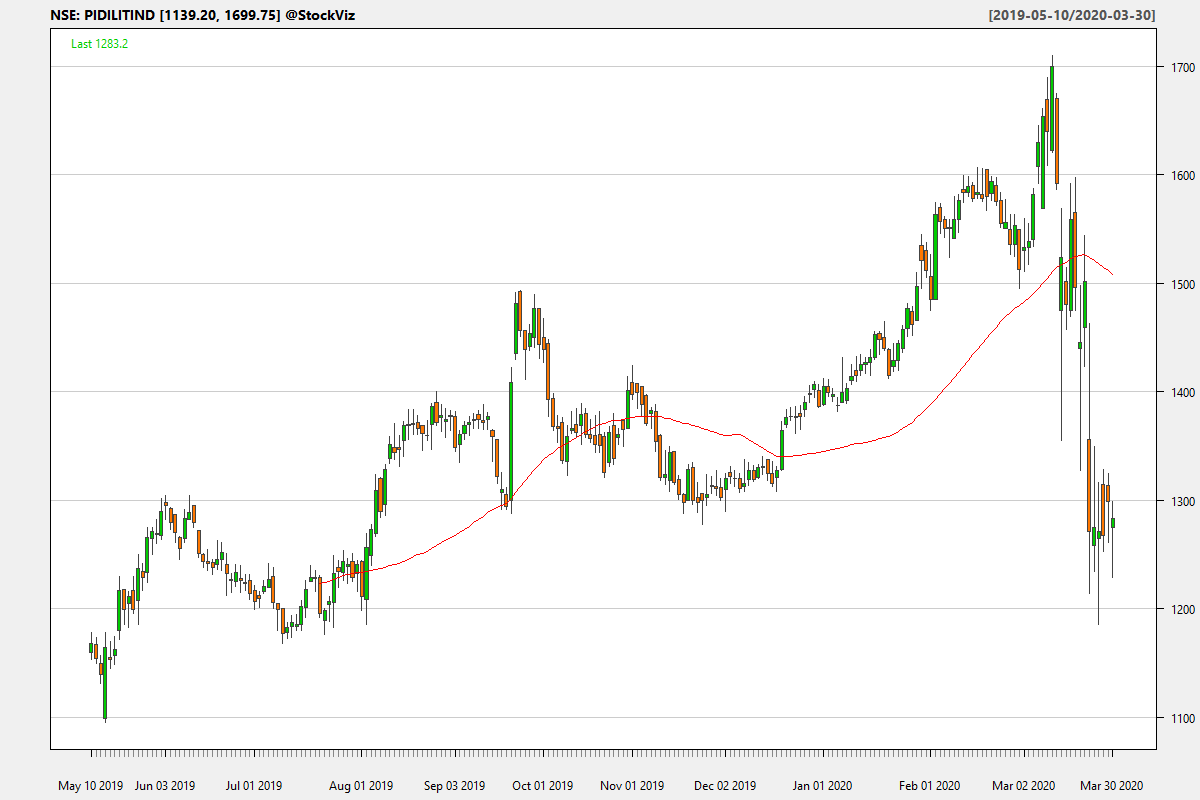 NSE: PIDILITIND [1139.20, 1699.75] @StockViz
[2019-05-10/2020-03-30]
Last 1283.2
1700
1600
1500
1400
1300
1200
1100
May 10 2019 Jun 03 2019 Jul 01 2019 Aug 01 2019 Sep 03 2019 Oct 01 2019 Nov 01 2019 Dec 02 2019 Jan 01 2020 Feb 01 2020 Mar 02 2020 Mar 30 2020